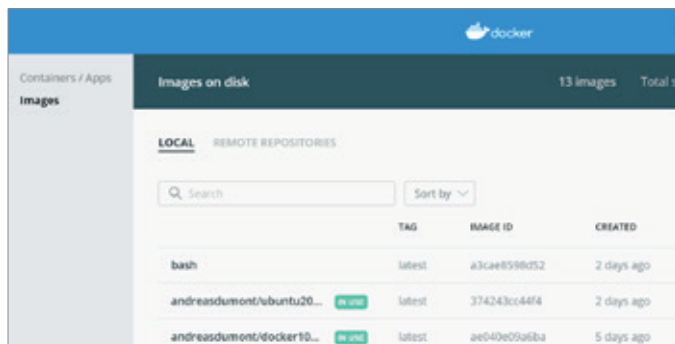 docker
Containers / Apps
Images
Images on disk 13 images Total s
LOCAL REMOTE REPOSITORIES
Search Sort by
TAG IMAGE ID CREATED
bash latest a3cae8598d52 2 days ago
andreasdumont/ubuntu20... IN USE latest 374243cc44f4 2 days ago
andreasdumont/docker10... IN USE latest ae040e09a6ba 5 days ago